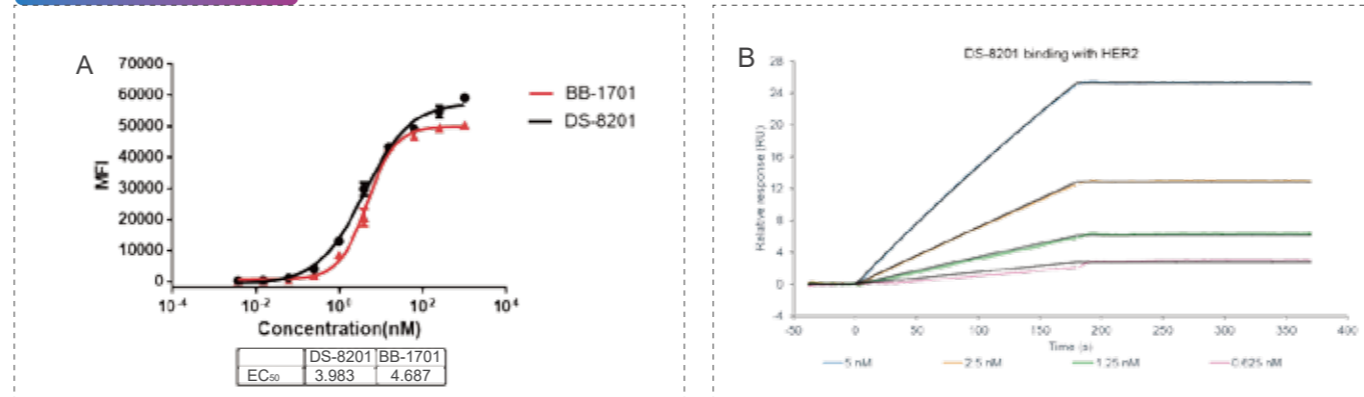 A
70000
60000
50000
40000
30000
20000
10000
0
MFI
10-4
10-2
100
102
104
Concentration(nM)
BB-1701
DS-8201
DS-8201 BB-1701
EC50 3.983 4.687
B
DS-8201 binding with HER2
28
24
20
16
12
8
4
0
-4
Relative response (RU)
-50 0 50 100 150 200 250 300 350 400
Time (s)
5 nM 2.5 nM 1.25 nM 0.625 nM